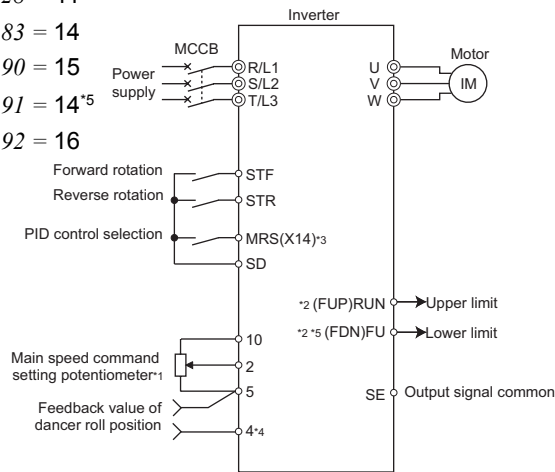 83 = 14
90 = 15
91 = 14*5
92 = 16
Inverter
MCCB
Power
supply
R/L1
S/L2
T/L3
U
V
W
Motor
IM
Forward rotation
STF
Reverse rotation
STR
PID control selection
MRS(X14)*3
SD
*2 (FUP)RUN
Upper limit
*2 *5 (FDN)FU
Lower limit
10
Main speed command
setting potentiometer*1
2
5
SE
Output signal common
Feedback value of
dancer roll position
4*4